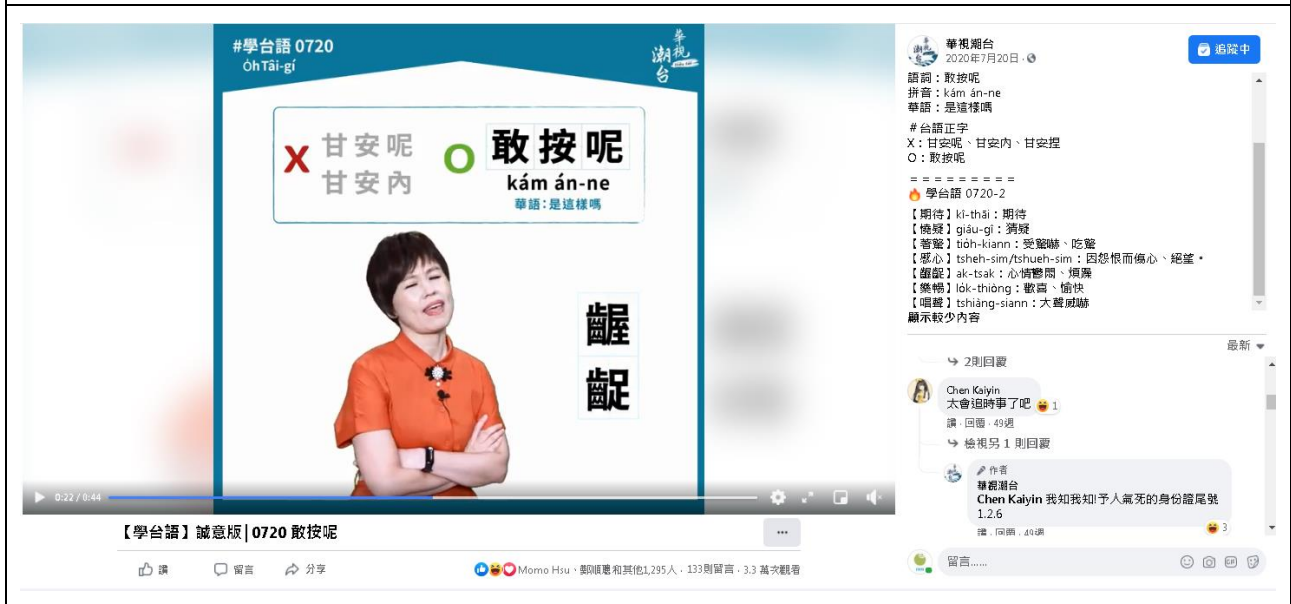 #學台語 0720
Óh Tâi-gí
華視
潮台
X 甘安呢
甘安內
O 敢按呢
kám án-ne
華語:是這樣嗎
齷
齪
0:22 / 0:44
【學台語】誠意版 | 0720 敢按呢
讚
留言
分享
Momo Hsu、鄭順聰和其他1,295人 · 133則留言 · 3.3 萬次觀看
華視潮台
2020年7月20日
追蹤中
語詞:敢按呢
拼音:kám án-ne
華語:是這樣嗎
#台語正字
X:甘安呢、甘安內、甘安捏
O:敢按呢
= = = = = = = = =
🔥 學台語 0720-2
【期待】kî-thāi:期待
【憢疑】giâu-gî:猜疑
【著驚】tio̍h-kiann:受驚嚇、吃驚
【慼心】tsheh-sim/tshueh-sim:因怨恨而傷心、絕望。
【齷齪】ak-tsak:心情鬱悶、煩躁
【樂暢】lo̍k-thiòng:歡喜、愉快
【唱聲】tshiàng-siann:大聲威嚇
顯示較少內容
最新
2則回覆
Chen Kaiyin
太會追時事了吧
1
讚 · 回覆 · 49週
檢視另 1 則回覆
作者
華視潮台
Chen Kaiyin 我知我知!予人氣死的身份證尾號
1.2.6
3
讚 · 回覆 · 49週
留言……
GIF